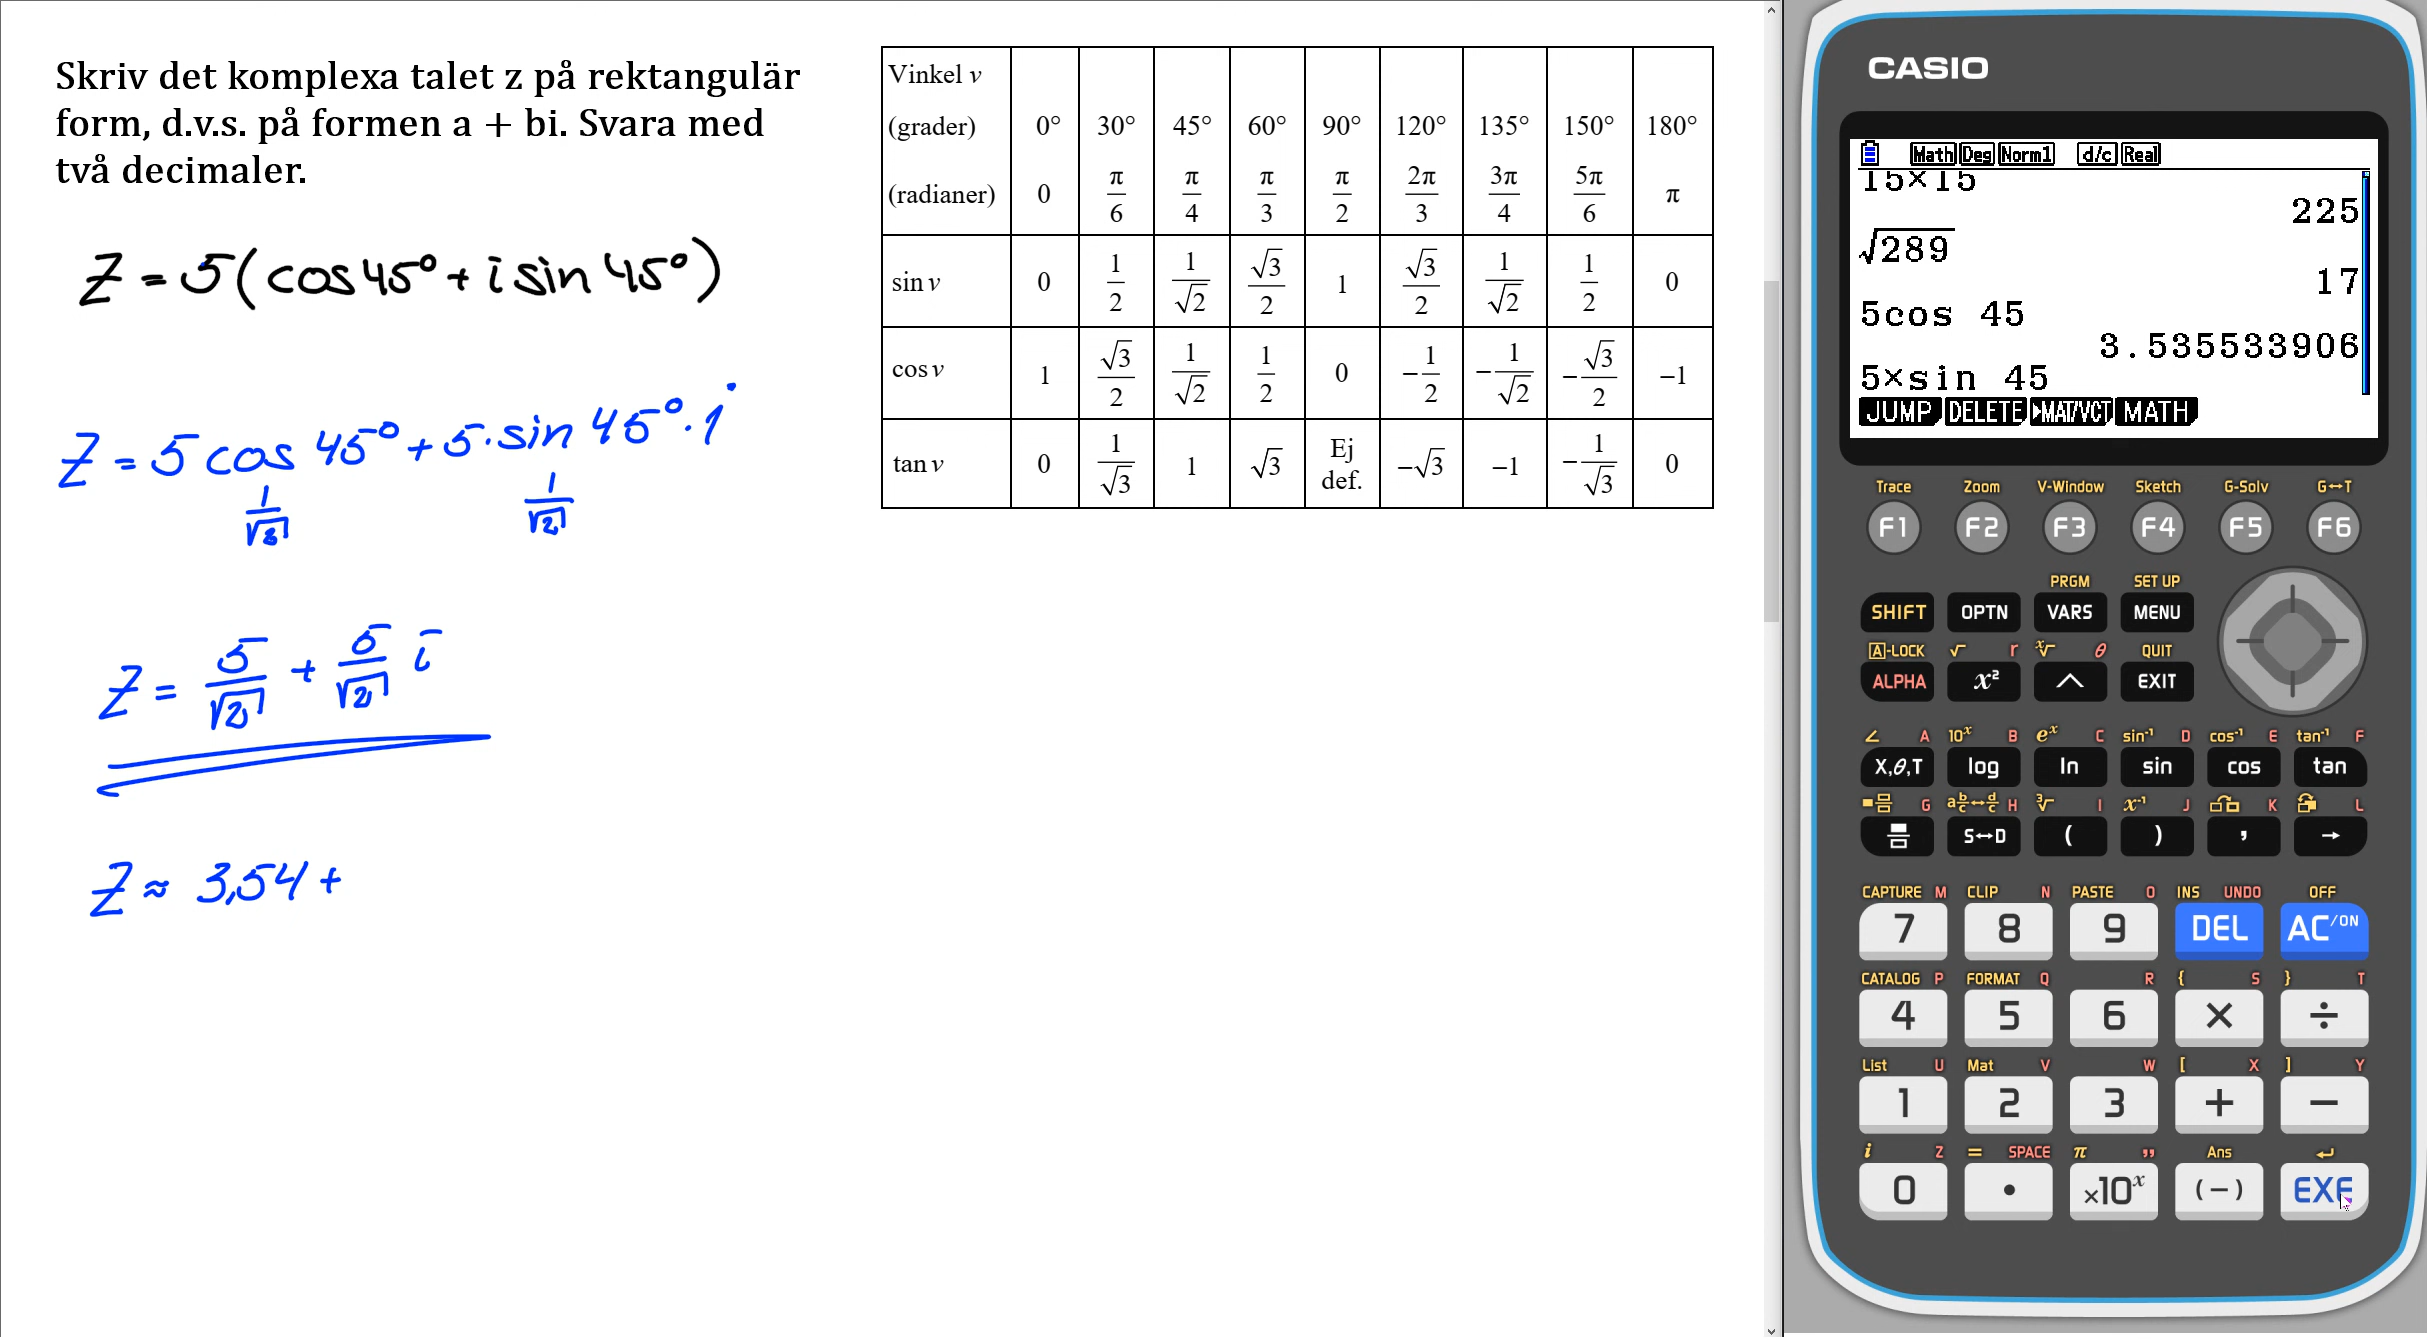 Skriv det komplexa talet z på rektangulär
form, d.v.s. på formen a + bi. Svara med
två decimaler.
z = 5(cos 45° + i sin 45°)
z = 5 cos 45° + 5 · sin 45° · i
1/√2 1/√2
z = 5/√2 + 5/√2 i
z ≈ 3,54 +
Vinkel v
(grader) 0° 30° 45° 60° 90° 120° 135° 150° 180°
(radianer) 0 π/6 π/4 π/3 π/2 2π/3 3π/4 5π/6 π
sin v 0 1/2 1/√2 √3/2 1 √3/2 1/√2 1/2 0
cos v 1 √3/2 1/√2 1/2 0 −1/2 −1/√2 −√3/2 −1
tan v 0 1/√3 1 √3 Ej def. −√3 −1 −1/√3 0
CASIO
Math Deg Norm1 d/c Real
15×15
225
√289
17
5cos 45
3.535533906
5×sin 45
JUMP DELETE ▶MAT/VCT MATH
Trace Zoom V-Window Sketch G-Solv G↔T
F1 F2 F3 F4 F5 F6
PRGM SET UP
SHIFT OPTN VARS MENU
A-LOCK √ r ˣ√ θ QUIT
ALPHA x² ^ EXIT
∠ A 10ˣ B eˣ C sin⁻¹ D cos⁻¹ E tan⁻¹ F
X,θ,T log ln sin cos tan
G a b/c↔d/c H ³√ I x⁻¹ J K L
S↔D ( ) , →
CAPTURE M CLIP N PASTE O INS UNDO OFF
7 8 9 DEL AC/ON
CATALOG P FORMAT Q R { S } T
4 5 6 × ÷
List U Mat V W [ X ] Y
1 2 3 + −
i Z = SPACE π " Ans ↵
0 • ×10ˣ (−) EXE